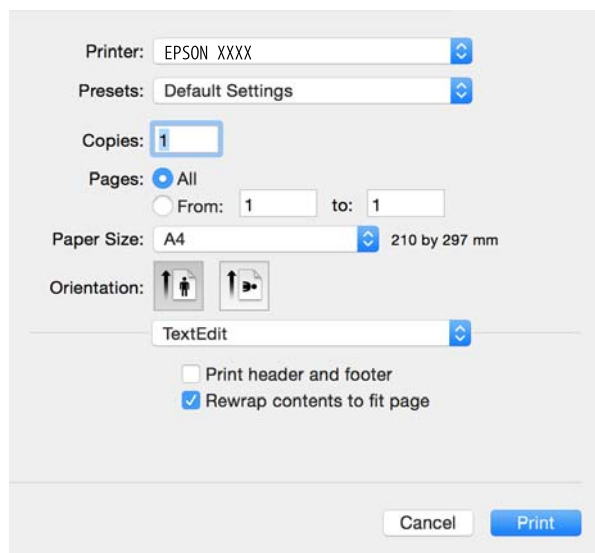 Printer: EPSON XXXX
Presets: Default Settings
Copies: 1
Pages: All
From: 1 to: 1
Paper Size: A4 210 by 297 mm
Orientation:
TextEdit
Print header and footer
Rewrap contents to fit page
Cancel Print